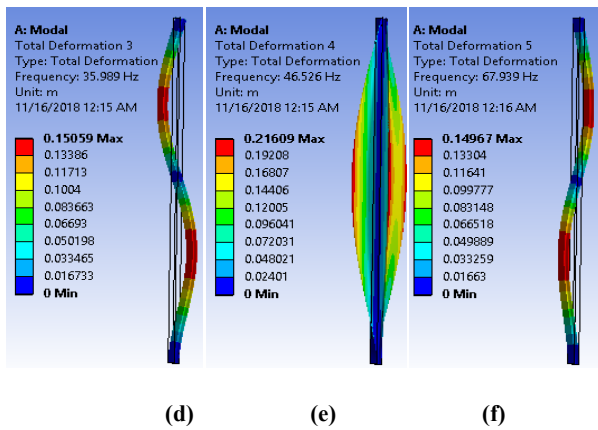 A: Modal
Total Deformation 3
Type: Total Deformation
Frequency: 35.989 Hz
Unit: m
11/16/2018 12:15 AM
0.15059 Max
0.13386
0.11713
0.1004
0.083663
0.06693
0.050198
0.033465
0.016733
0 Min
A: Modal
Total Deformation 4
Type: Total Deformation
Frequency: 46.526 Hz
Unit: m
11/16/2018 12:15 AM
0.21609 Max
0.19208
0.16807
0.14406
0.12005
0.096041
0.072031
0.048021
0.02401
0 Min
A: Modal
Total Deformation 5
Type: Total Deformation
Frequency: 67.939 Hz
Unit: m
11/16/2018 12:16 AM
0.14967 Max
0.13304
0.11641
0.099777
0.083148
0.066518
0.049889
0.033259
0.01663
0 Min
(d) (e) (f)